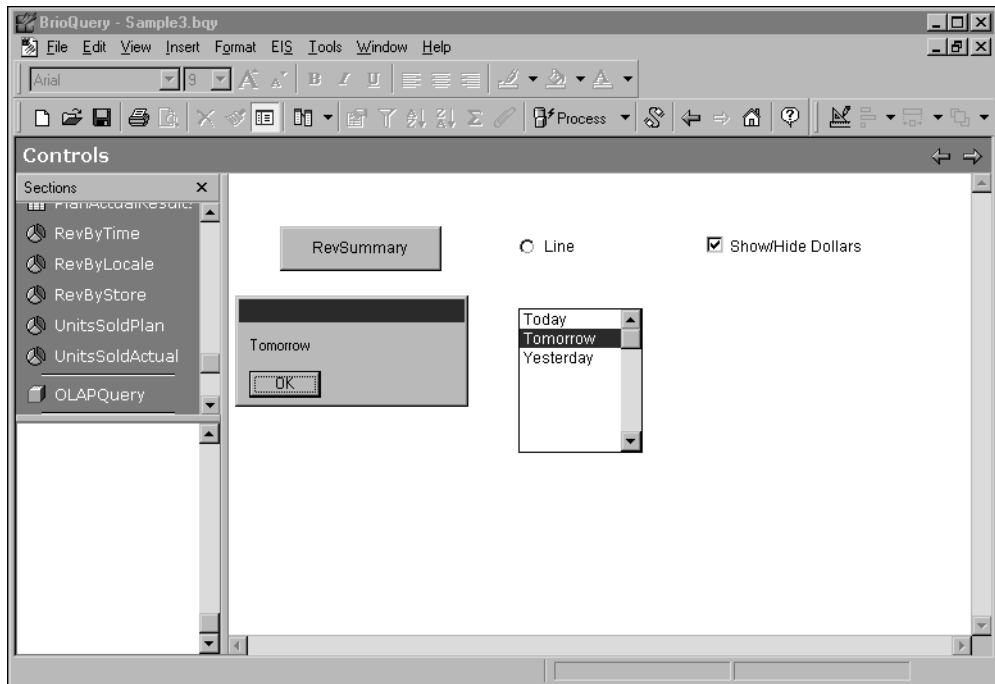 BrioQuery - Sample3.bqy
File Edit View Insert Format EIS Tools Window Help
Arial 9 A A B I U A
Process
Controls
Sections
PlanActualResult
RevByTime
RevByLocale
RevByStore
UnitsSoldPlan
UnitsSoldActual
OLAPQuery
RevSummary
Line
Show/Hide Dollars
Tomorrow
OK
Today
Tomorrow
Yesterday